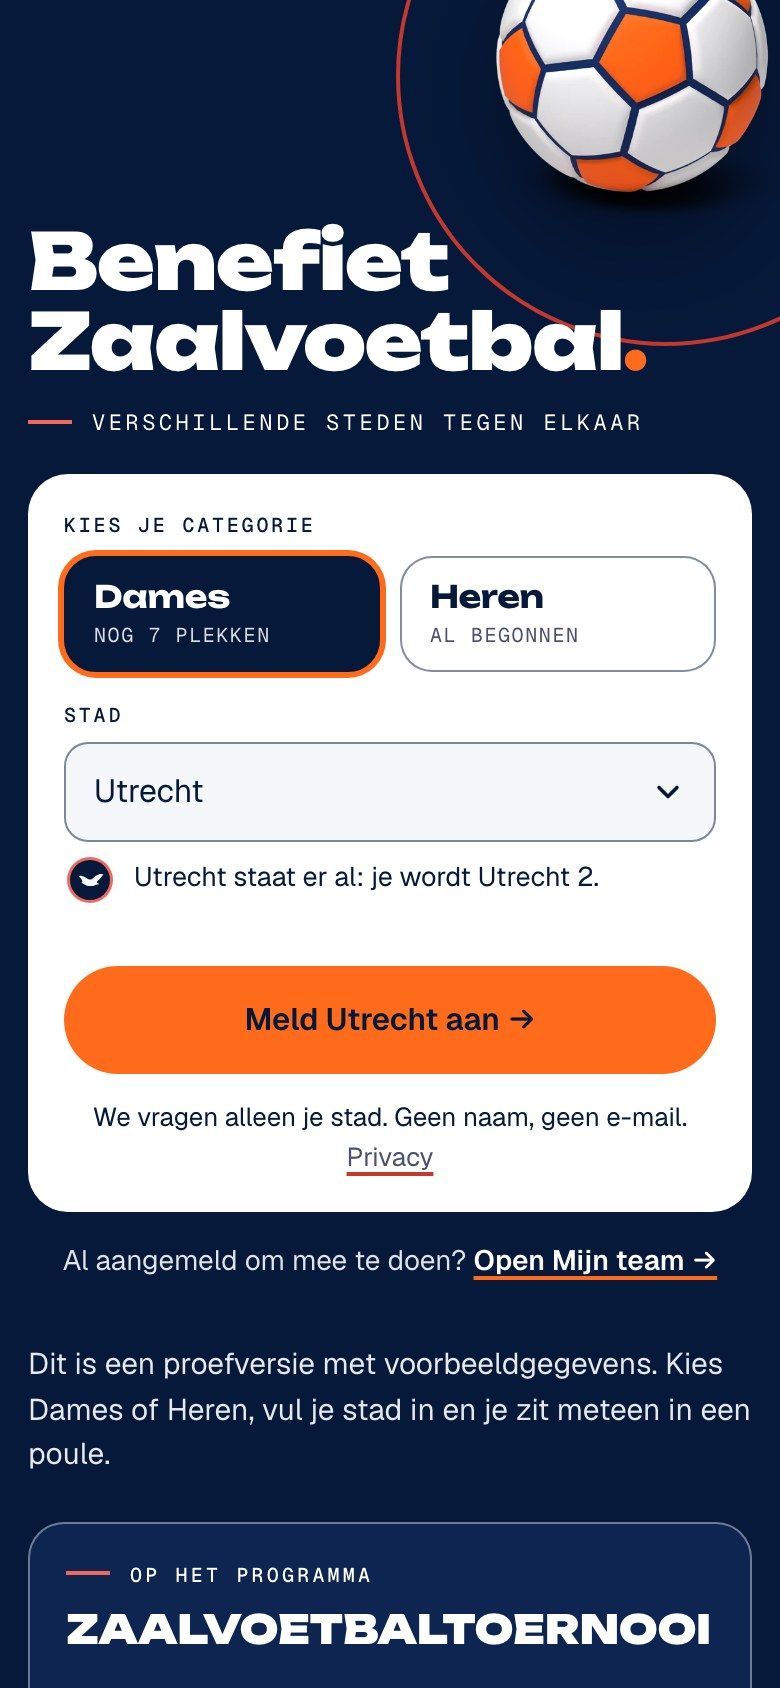 Benefiet
Zaalvoetbal.
VERSCHILLENDE STEDEN TEGEN ELKAAR
KIES JE CATEGORIE
Dames
NOG 7 PLEKKEN
Heren
AL BEGONNEN
STAD
Utrecht
Utrecht staat er al: je wordt Utrecht 2.
Meld Utrecht aan →
We vragen alleen je stad. Geen naam, geen e-mail.
Privacy
Al aangemeld om mee te doen? Open Mijn team →
Dit is een proefversie met voorbeeldgegevens. Kies
Dames of Heren, vul je stad in en je zit meteen in een
poule.
OP HET PROGRAMMA
ZAALVOETBALTOERNOOI